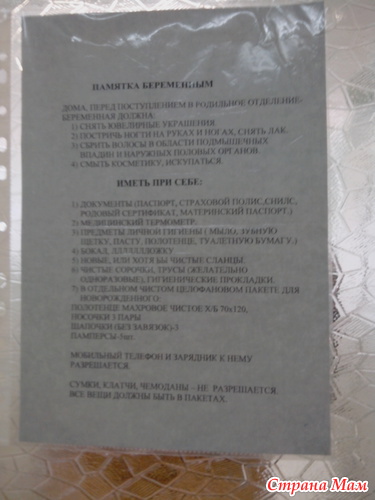 ПАМЯТКА БЕРЕМЕННЫМ
ДОМА, ПЕРЕД ПОСТУПЛЕНИЕМ В РОДИЛЬНОЕ ОТДЕЛЕНИЕ-
БЕРЕМЕННАЯ ДОЛЖНА:
1) СНЯТЬ ЮВЕЛИРНЫЕ УКРАШЕНИЯ.
2) ПОСТРИЧЬ НОГТИ НА РУКАХ И НОГАХ, СНЯТЬ ЛАК.
3) СБРИТЬ ВОЛОСЫ В ОБЛАСТИ ПОДМЫШЕЧНЫХ
ВПАДИН И НАРУЖНЫХ ПОЛОВЫХ ОРГАНОВ.
4) СМЫТЬ КОСМЕТИКУ, ИСКУПАТЬСЯ.
ИМЕТЬ ПРИ СЕБЕ:
1) ДОКУМЕНТЫ (ПАСПОРТ, СТРАХОВОЙ ПОЛИС, СНИЛС,
РОДОВЫЙ СЕРТИФИКАТ, МАТЕРИНСКИЙ ПАСПОРТ.)
2) МЕДИЦИНСКИЙ ТЕРМОМЕТР.
3) ПРЕДМЕТЫ ЛИЧНОЙ ГИГИЕНЫ ( МЫЛО, ЗУБНУЮ
ЩЕТКУ, ПАСТУ, ПОЛОТЕНЦЕ, ТУАЛЕТНУЮ БУМАГУ.)
4) БОКАЛ,
5) НОВЫЕ, ИЛИ ХОТЯ БЫ ЧИСТЫЕ СЛАНЦЫ.
6) ЧИСТЫЕ СОРОЧКИ, ТРУСЫ (ЖЕЛАТЕЛЬНО
ОДНОРАЗОВЫЕ), ГИГИЕНИЧЕСКИЕ ПРОКЛАДКИ.
7) В ОТДЕЛЬНОМ ЧИСТОМ ЦЕЛОФАНОВОМ ПАКЕТЕ ДЛЯ
НОВОРОЖДЕННОГО:
ПОЛОТЕНЦЕ МАХРОВОЕ ЧИСТОЕ Х/Б 70х120,
НОСОЧКИ 3 ПАРЫ
ШАПОЧКИ (БЕЗ ЗАВЯЗОК)-3
ПАМПЕРСЫ-5шт.
МОБИЛЬНЫЙ ТЕЛЕФОН И ЗАРЯДНИК К НЕМУ
РАЗРЕШАЕТСЯ.
СУМКИ, КЛАТЧИ, ЧЕМОДАНЫ – НЕ РАЗРЕШАЕТСЯ.
ВСЕ ВЕЩИ ДОЛЖНЫ БЫТЬ В ПАКЕТАХ.
Страна Мам